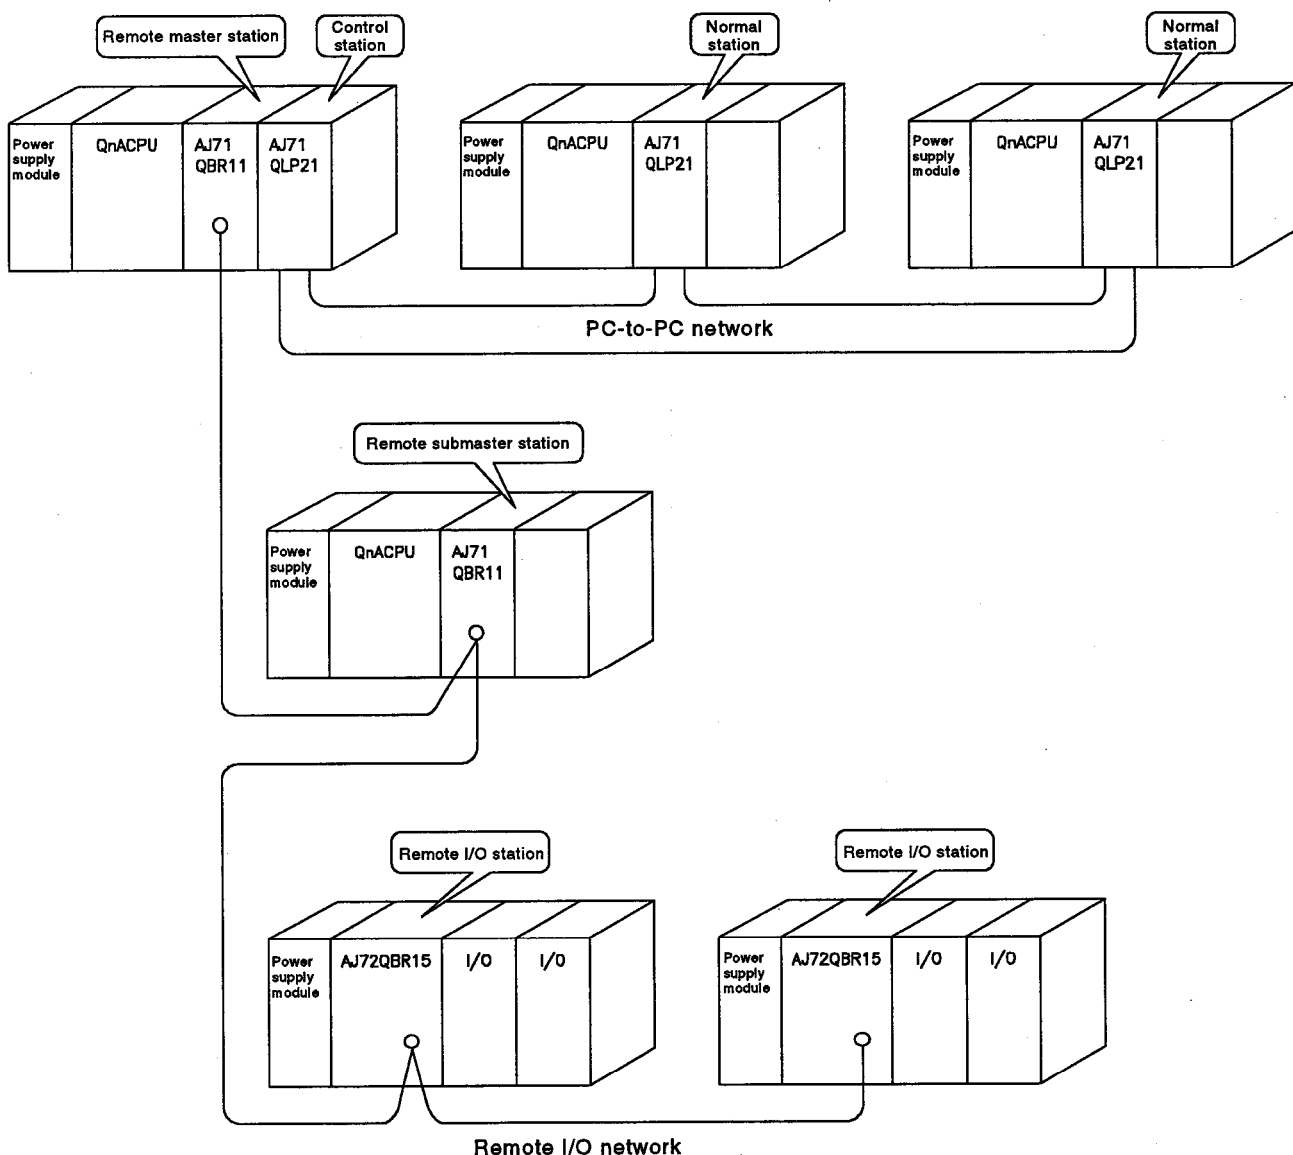 Remote master station
Control
station
Normal
station
Normal
station
Power
supply
module
QnACPU
AJ71
QBR11
AJ71
QLP21
Power
supply
module
QnACPU
AJ71
QLP21
Power
supply
module
QnACPU
AJ71
QLP21
PC-to-PC network
Remote submaster station
Power
supply
module
QnACPU
AJ71
QBR11
Remote I/O station
Remote I/O station
Power
supply
module
AJ72QBR15
I/O
I/O
Power
supply
module
AJ72QBR15
I/O
I/O
Remote I/O network